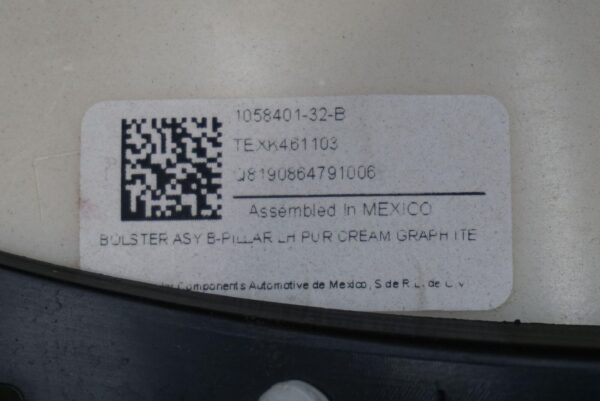 1058401-32-B
TEXK461103
Q8190864791006
Assembled In MEXICO
BOLSTER ASY B-PILLAR LH PUR CREAM GRAPHITE
Components Automotive de Mexico, S de R L. de C.V